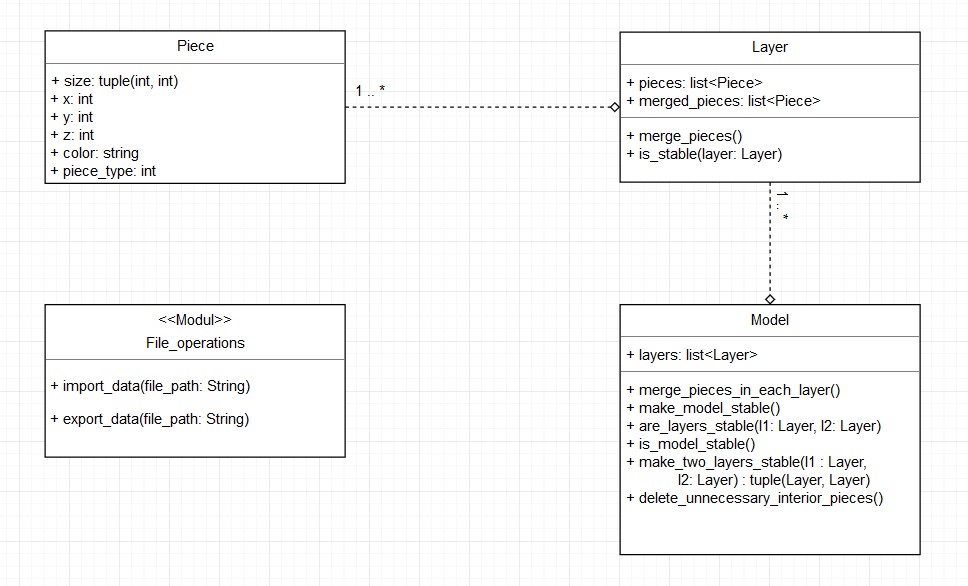 Piece
+ size: tuple(int, int)
+ x: int
+ y: int
+ z: int
+ color: string
+ piece_type: int
1 .. *
Layer
+ pieces: list<Piece>
+ merged_pieces: list<Piece>
+ merge_pieces()
+ is_stable(layer: Layer)
1 .. *
<<Modul>>
File_operations
+ import_data(file_path: String)
+ export_data(file_path: String)
Model
+ layers: list<Layer>
+ merge_pieces_in_each_layer()
+ make_model_stable()
+ are_layers_stable(l1: Layer, l2: Layer)
+ is_model_stable()
+ make_two_layers_stable(l1 : Layer,
l2: Layer) : tuple(Layer, Layer)
+ delete_unnecessary_interior_pieces()